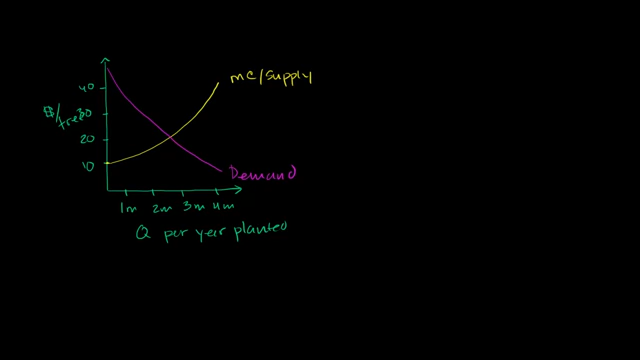 MC/Supply
40
$/tree
30
20
10
Demand
1m 2m 3m 4m
Q per year planted